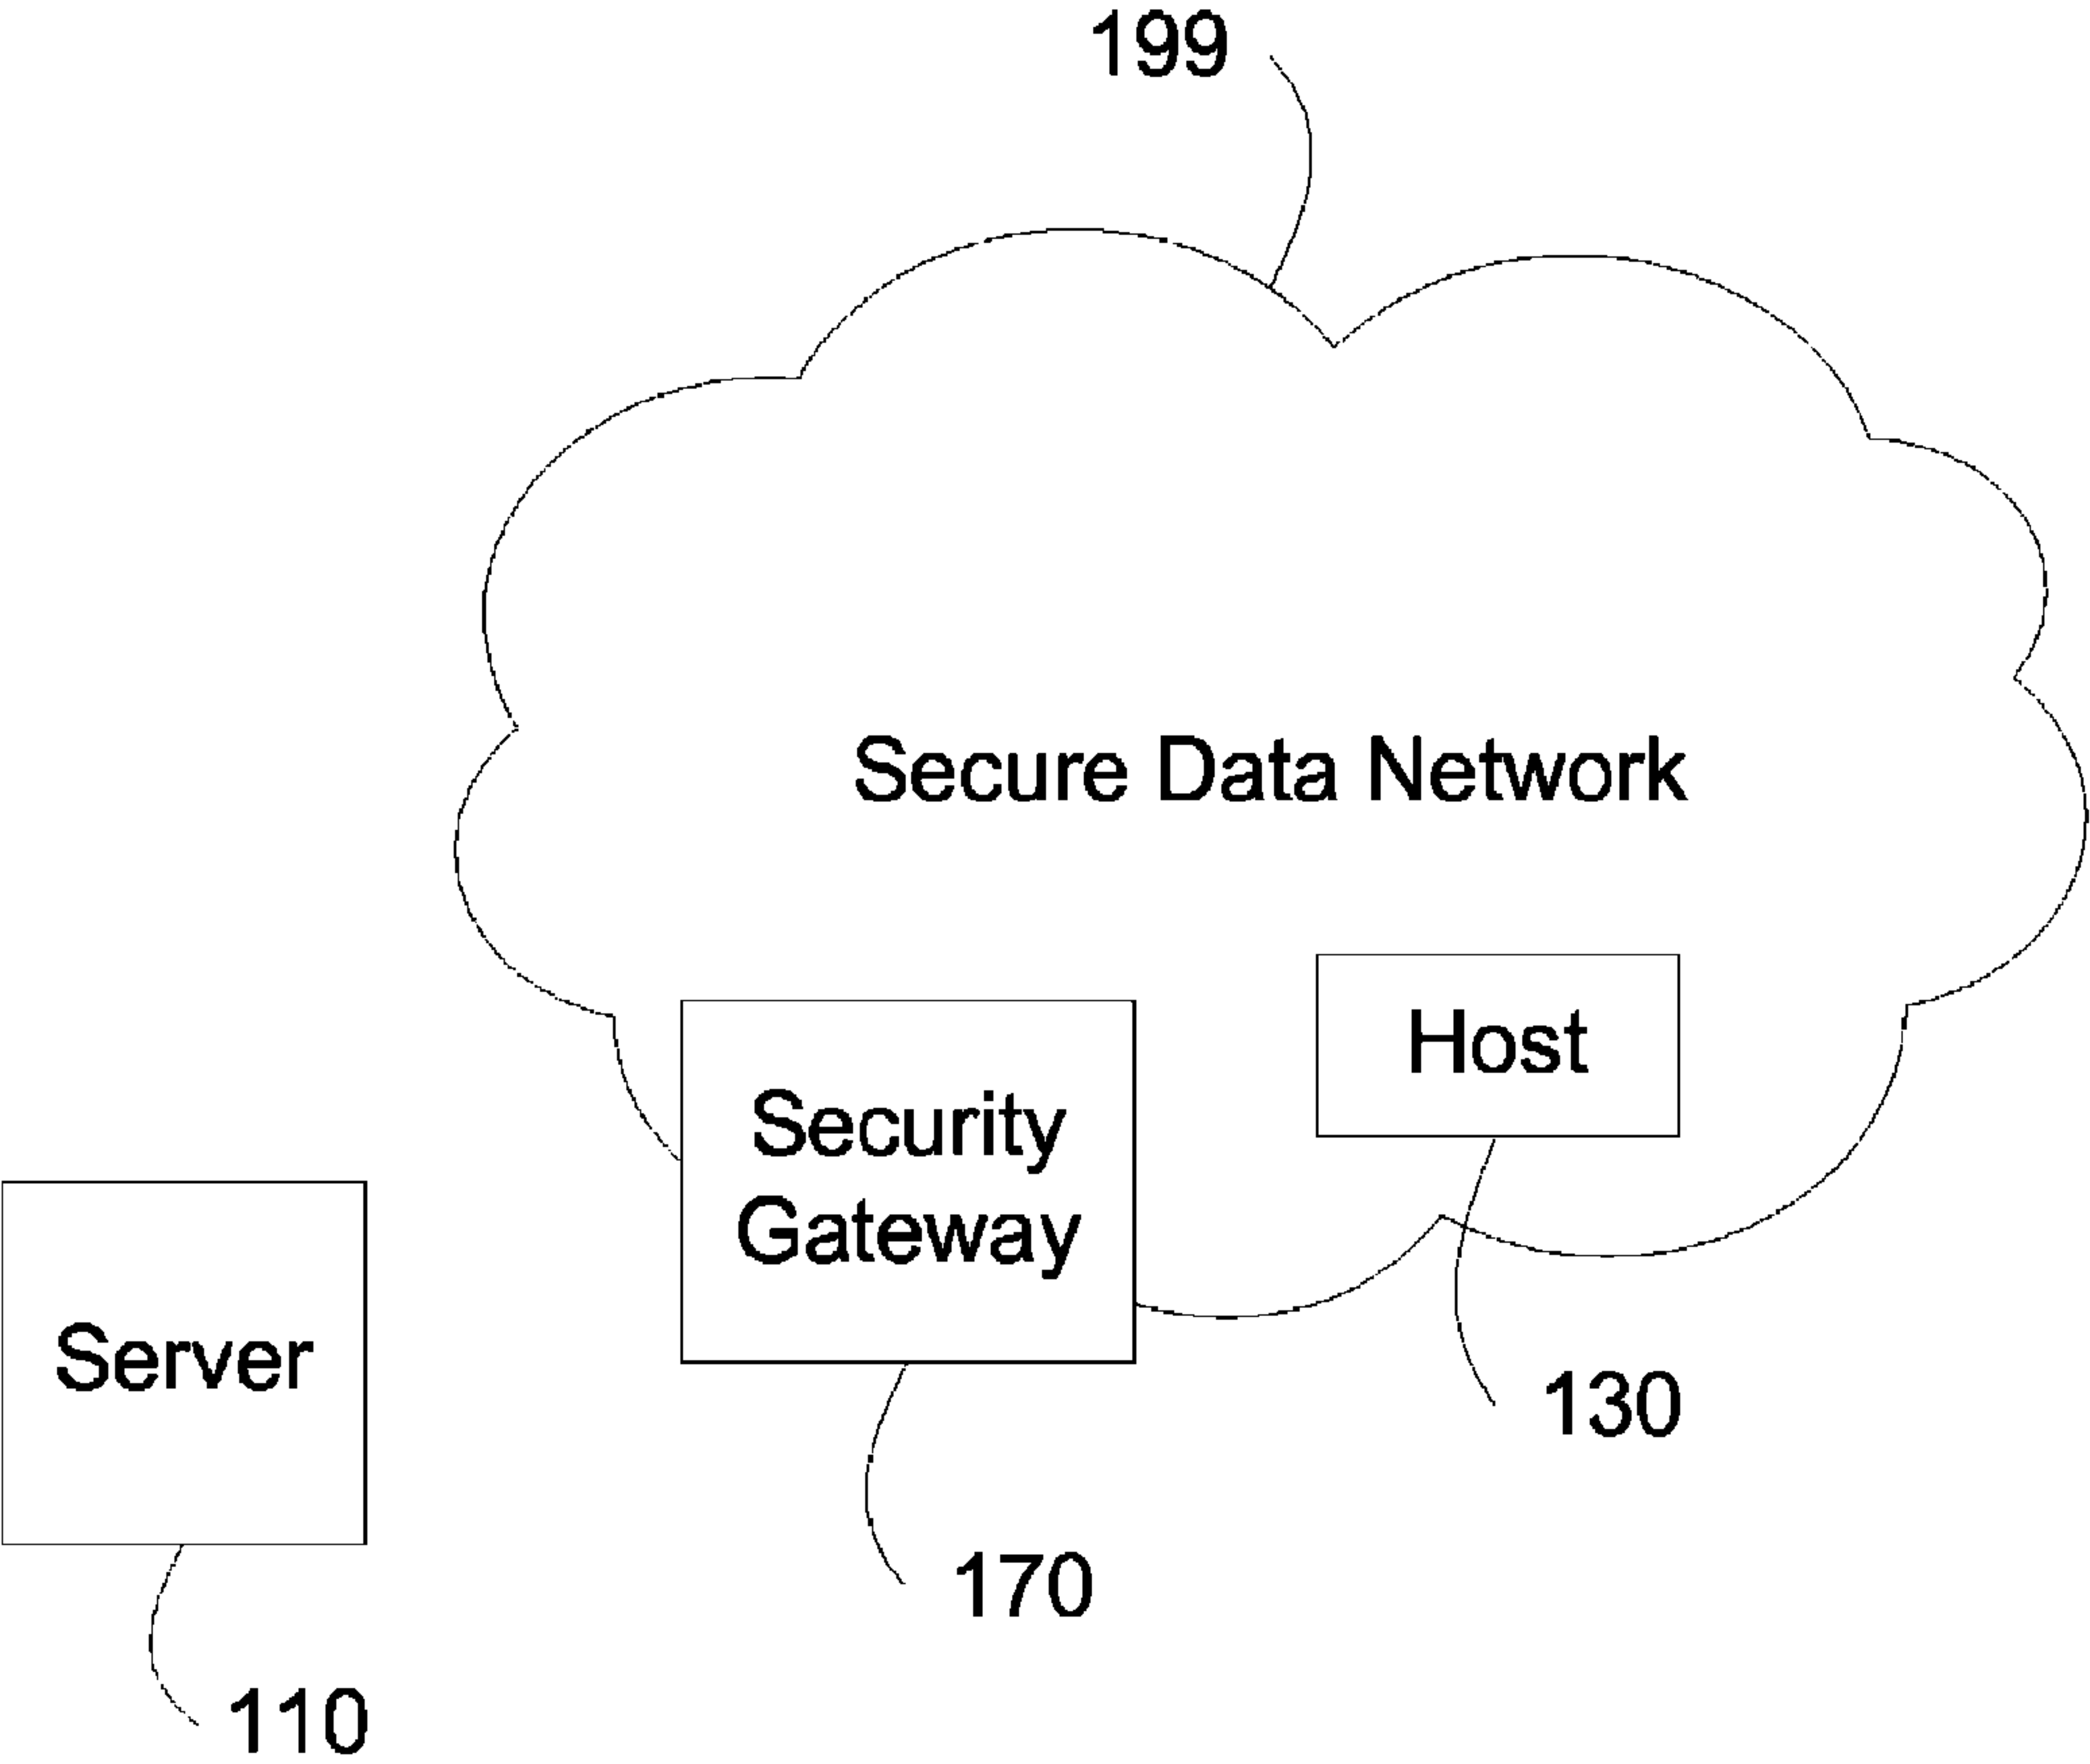 199
Secure Data Network
Host
Security
Gateway
Server
130
170
110